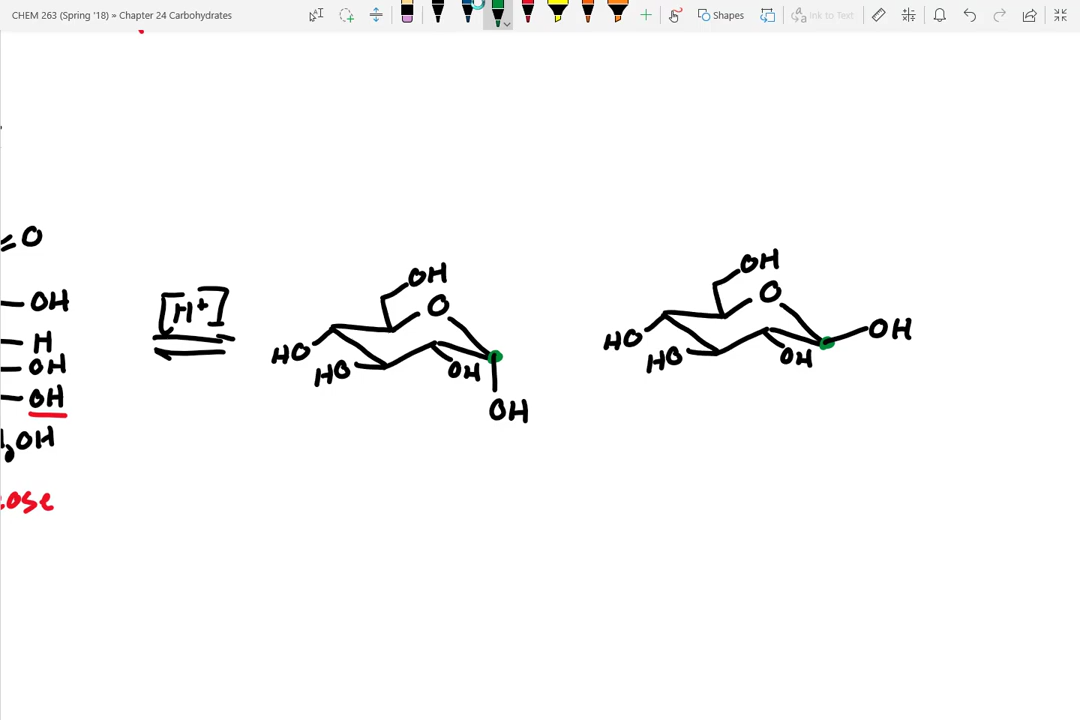 CHEM 263 (Spring '18) » Chapter 24 Carbohydrates
Shapes
Ink to Text
=O
OH
H
OH
OH
OH
ose
[H+]
OH
O
HO
HO
OH
OH
OH
O
HO
HO
OH
OH